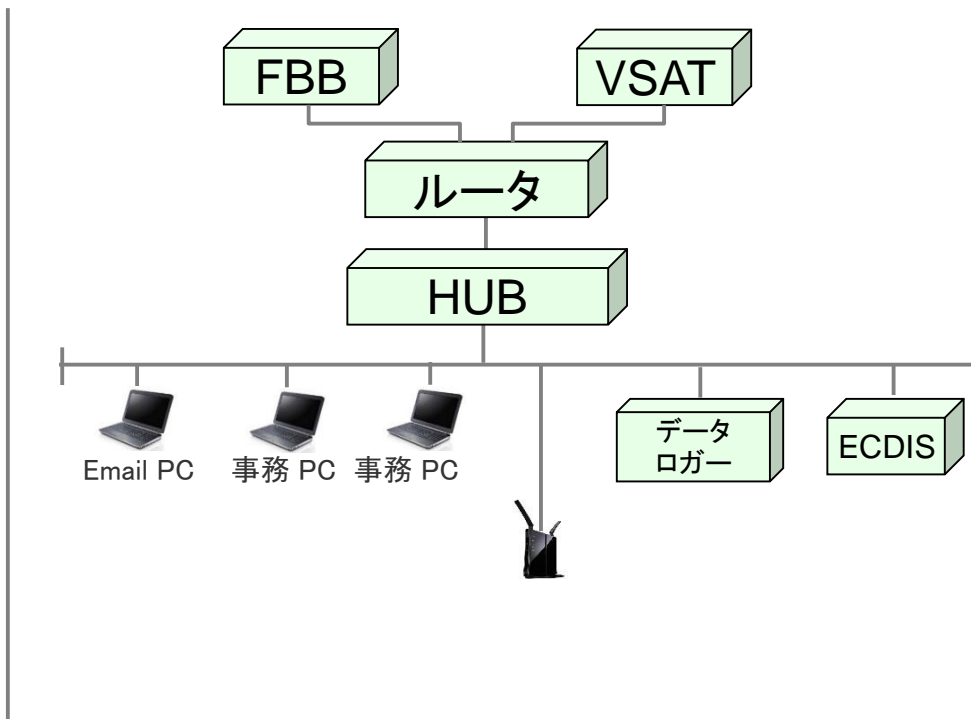 FBB
VSAT
ルータ
HUB
Email PC
事務 PC
事務 PC
データ
ロガー
ECDIS